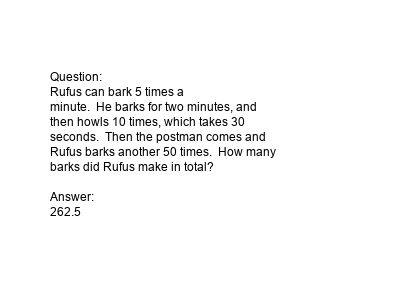 Question:
Rufus can bark 5 times a
minute.  He barks for two minutes, and
then howls 10 times, which takes 30
seconds.  Then the postman comes and
Rufus barks another 50 times.  How many
barks did Rufus make in total?

Answer:
262.5